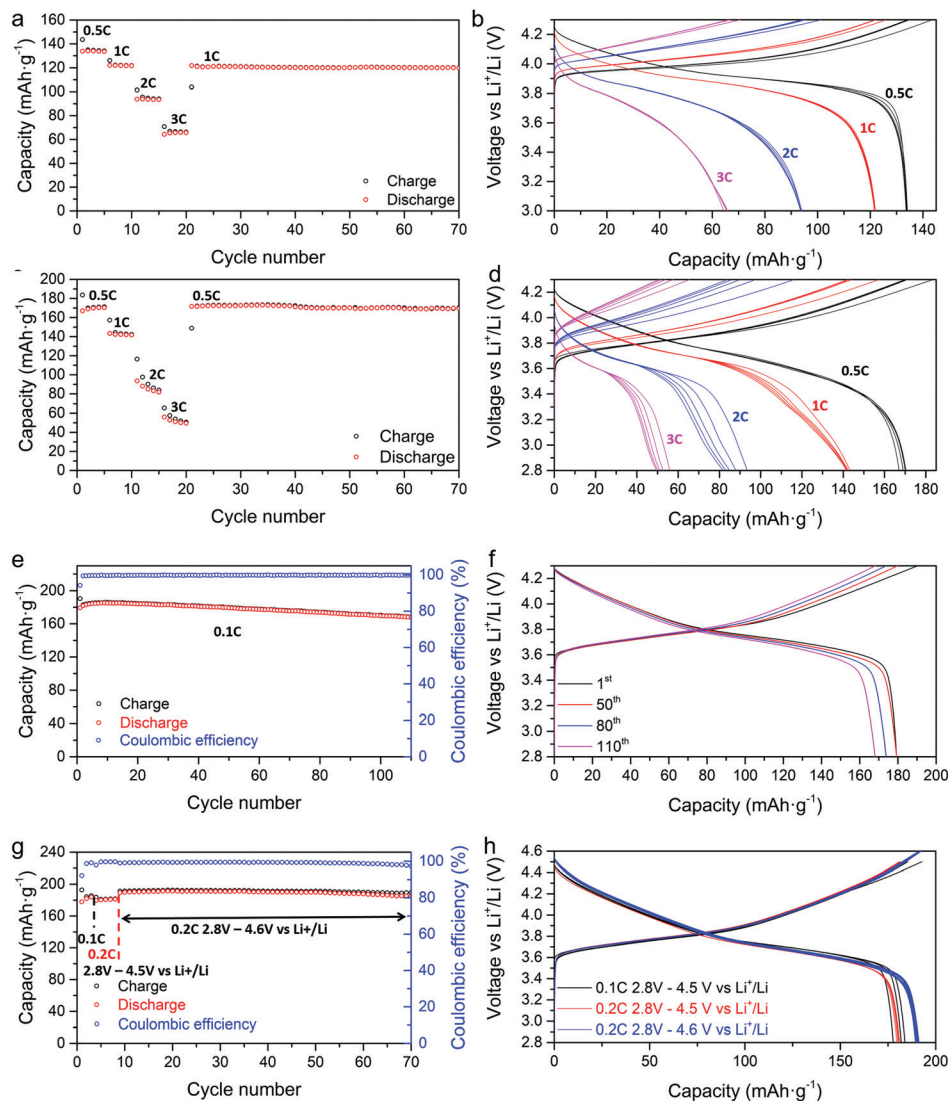 a
160
140
120
100
80
60
40
20
0
Capacity (mAh·g⁻¹)
0.5C
1C
2C
3C
1C
Charge
Discharge
0 10 20 30 40 50 60 70
Cycle number
b
4.2
3.9
3.6
3.3
3.0
Voltage vs Li⁺/Li (V)
0.5C
1C
2C
3C
0 20 40 60 80 100 120 140
Capacity (mAh·g⁻¹)
200
180
160
140
120
100
80
60
40
20
0
Capacity (mAh·g⁻¹)
0.5C
1C
2C
3C
0.5C
Charge
Discharge
0 10 20 30 40 50 60 70
Cycle number
d
4.2
4.0
3.8
3.6
3.4
3.2
3.0
2.8
Voltage vs Li⁺/Li (V)
0.5C
1C
2C
3C
0 20 40 60 80 100 120 140 160 180
Capacity (mAh·g⁻¹)
e
200
160
120
80
40
0
Capacity (mAh·g⁻¹)
0.1C
Charge
Discharge
Coulombic efficiency
100
80
60
40
20
0
Coulombic efficiency (%)
0 20 40 60 80 100
Cycle number
f
4.2
3.9
3.6
3.3
3.0
Voltage vs Li⁺/Li (V)
1st
50th
80th
110th
2.8
0 20 40 60 80 100 120 140 160 180 200
Capacity (mAh·g⁻¹)
g
240
200
160
120
80
40
0
Capacity (mAh·g⁻¹)
0.1C
0.2C
0.2C 2.8V – 4.6V vs Li+/Li
2.8V – 4.5V vs Li+/Li
Charge
Discharge
Coulombic efficiency
100
80
60
40
20
0
Coulombic efficiency (%)
0 10 20 30 40 50 60 70
Cycle number
h
4.6
4.4
4.2
4.0
3.8
3.6
3.4
3.2
3.0
2.8
Voltage vs Li⁺/Li (V)
0.1C 2.8V - 4.5 V vs Li⁺/Li
0.2C 2.8V - 4.5 V vs Li⁺/Li
0.2C 2.8V - 4.6 V vs Li⁺/Li
0 50 100 150 200
Capacity (mAh·g⁻¹)